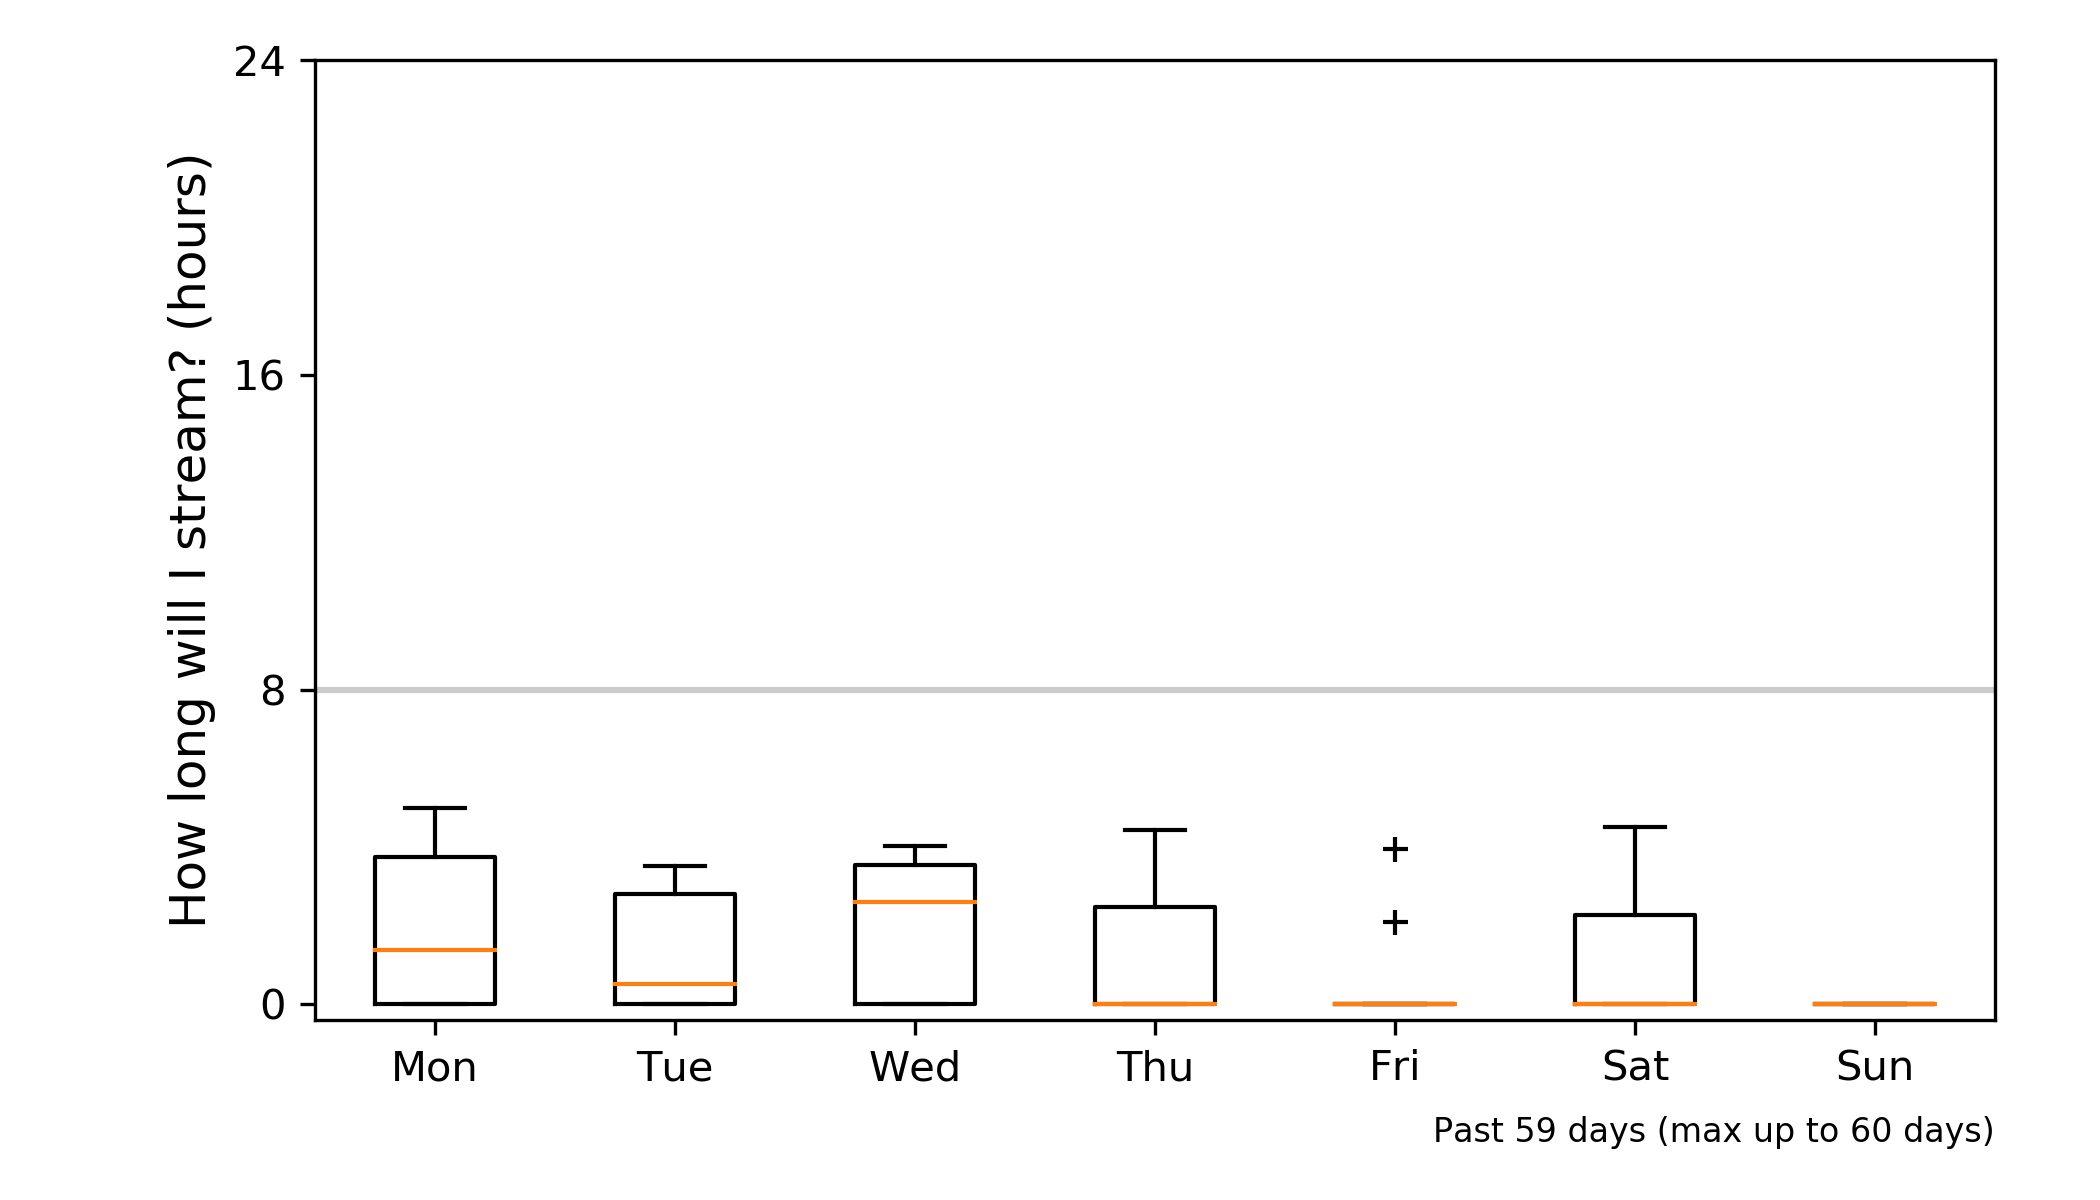 How long will I stream? (hours)
24
16
8
0
Mon Tue Wed Thu Fri Sat Sun
Past 59 days (max up to 60 days)